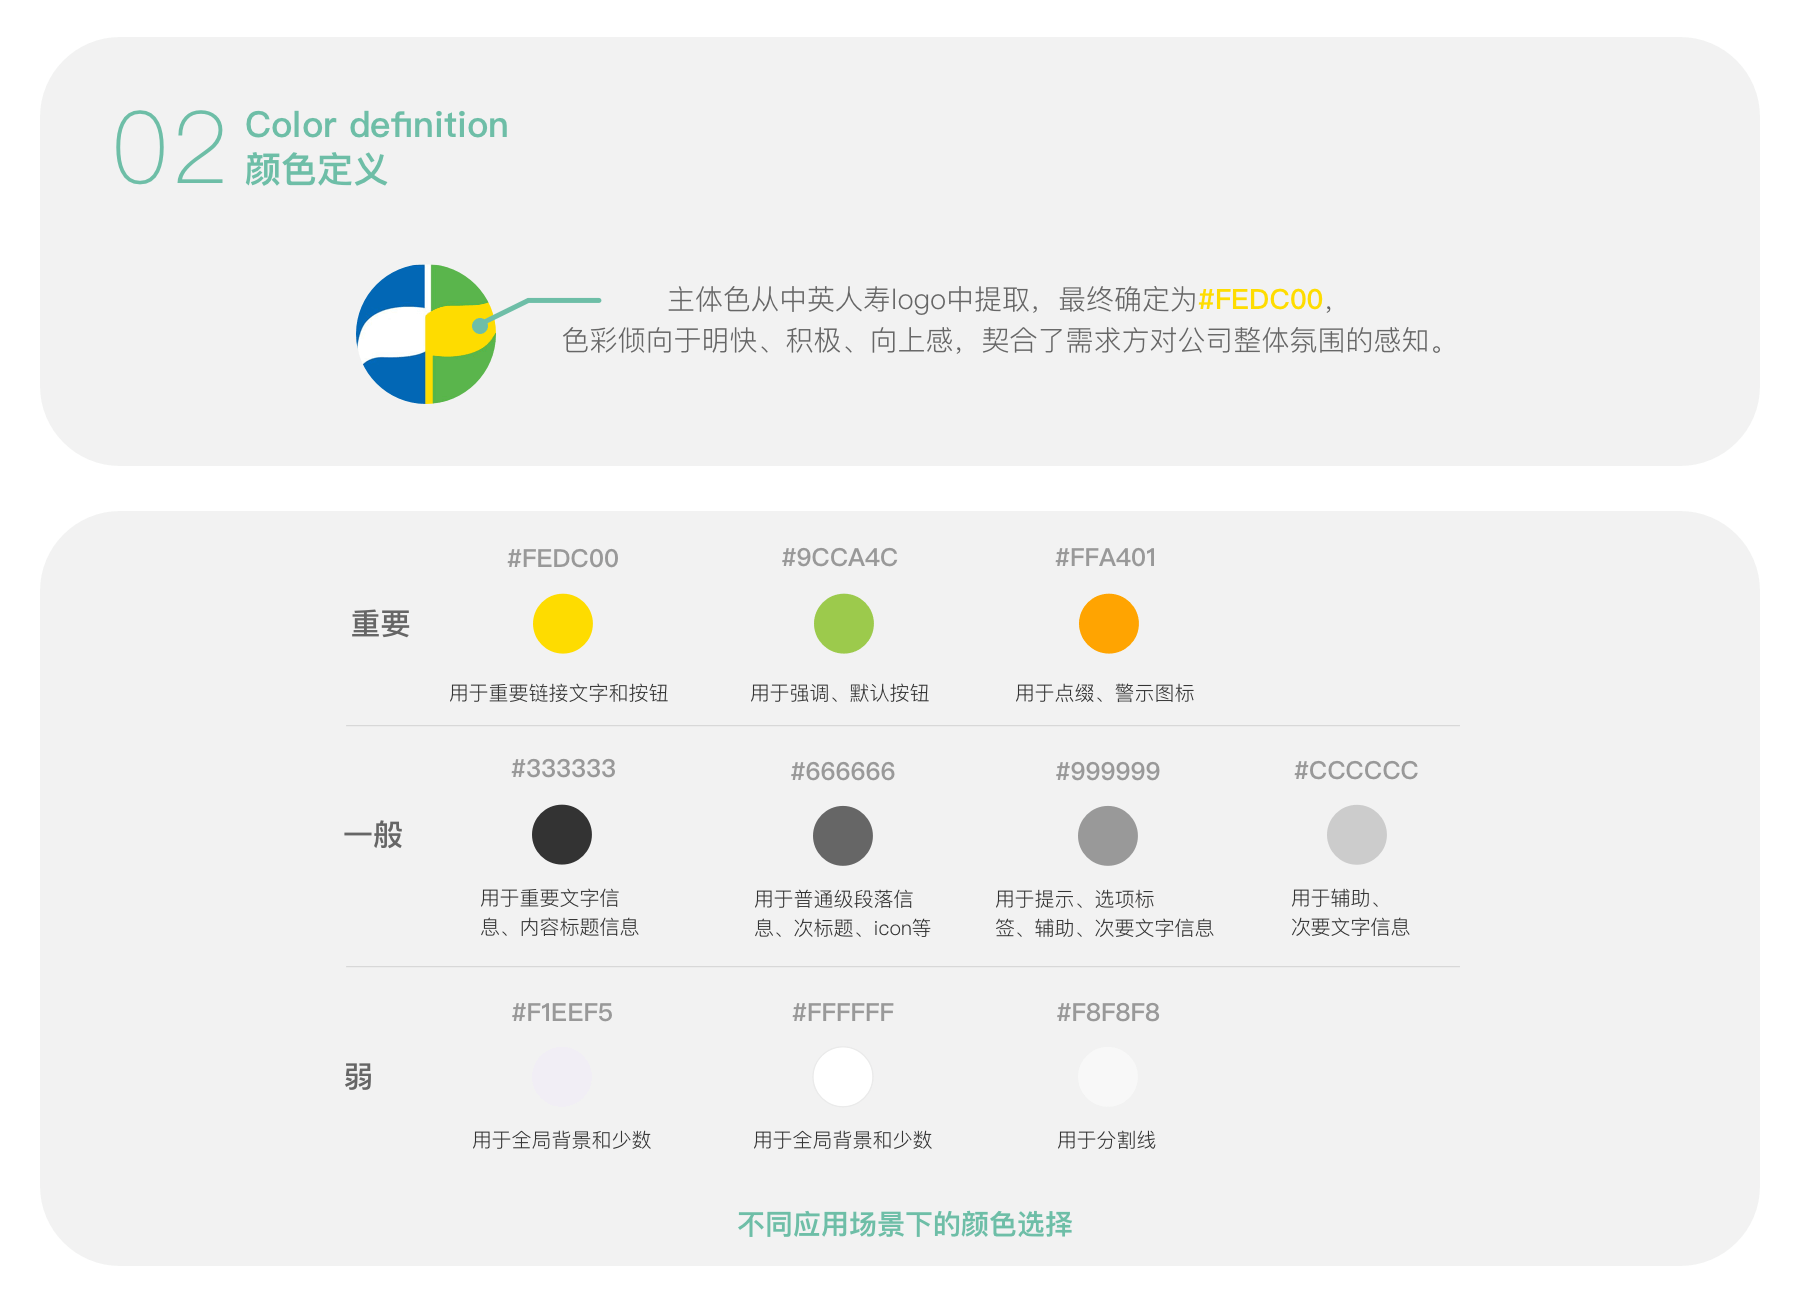 02
Color definition
颜色定义
主体色从中英人寿logo中提取，最终确定为#FEDC00，
色彩倾向于明快、积极、向上感，契合了需求方对公司整体氛围的感知。
#FEDC00 #9CCA4C #FFA401
重要
用于重要链接文字和按钮 用于强调、默认按钮 用于点缀、警示图标
#333333 #666666 #999999 #CCCCCC
一般
用于重要文字信 用于普通级段落信 用于提示、选项标 用于辅助、
息、内容标题信息 息、次标题、icon等 签、辅助、次要文字信息 次要文字信息
#F1EEF5 #FFFFFF #F8F8F8
弱
用于全局背景和少数 用于全局背景和少数 用于分割线
不同应用场景下的颜色选择